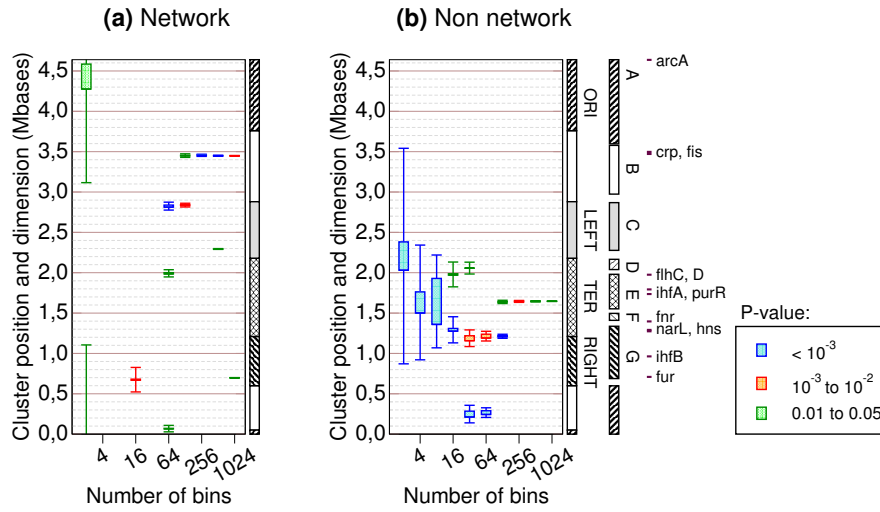 (a) Network
(b) Non network
Cluster position and dimension (Mbases)
4,5
4,0
3,5
3,0
2,5
2,0
1,5
1,0
0,5
0,0
4
16
64
256
1024
Number of bins
Cluster position and dimension (Mbases)
4,5
4,0
3,5
3,0
2,5
2,0
1,5
1,0
0,5
0,0
4
16
64
256
1024
Number of bins
ORI
LEFT
TER
RIGHT
A
B
C
D
E
F
G
arcA
crp, fis
flhC, D
ihfA, purR
fnr
narL, hns
ihfB
fur
P-value:
< 10^-3
10^-3 to 10^-2
0.01 to 0.05